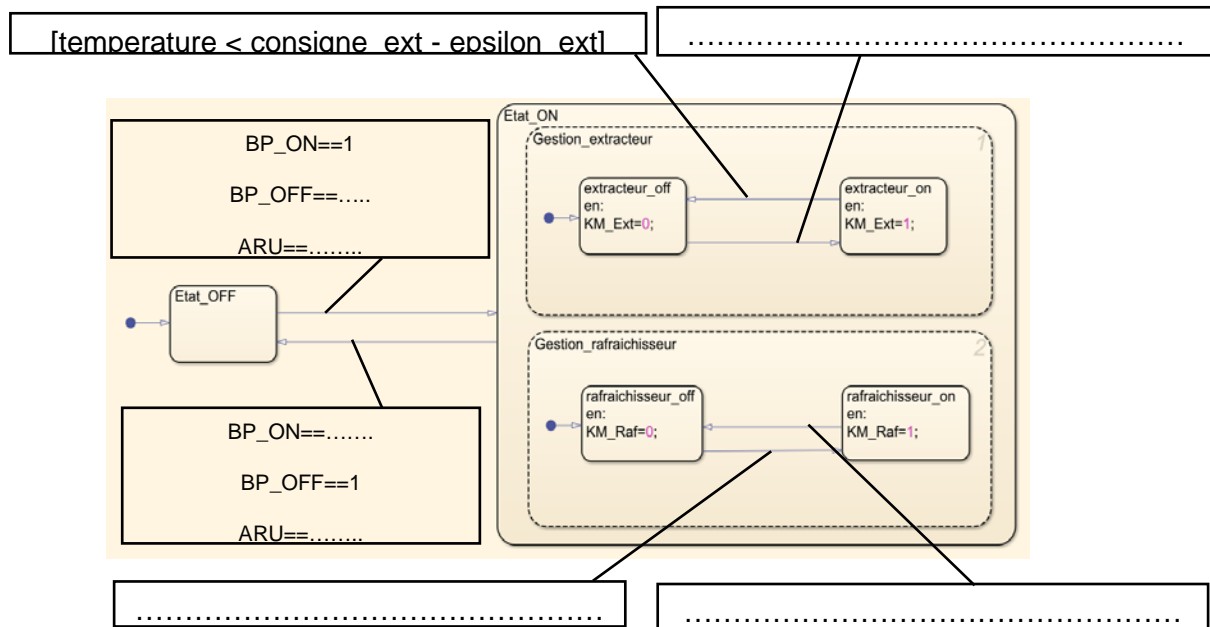 [temperature < consigne_ext - epsilon_ext]
……………………………………………
Etat_ON
BP_ON==1
BP_OFF==…..
ARU==……..
Gestion_extracteur
1
extracteur_off
en:
KM_Ext=0;
extracteur_on
en:
KM_Ext=1;
Etat_OFF
Gestion_rafraichisseur
2
rafraichisseur_off
en:
KM_Raf=0;
rafraichisseur_on
en:
KM_Raf=1;
BP_ON==…….
BP_OFF==1
ARU==……..
…………………………………………
……………………………………………